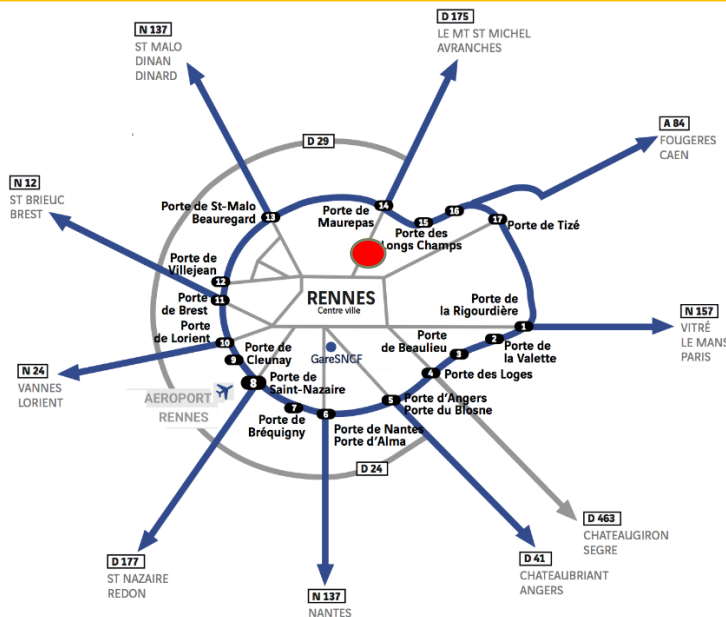 D 175
LE MT ST MICHEL
AVRANCHES
N 137
ST MALO
DINAN
DINARD
A 84
FOUGERES
CAEN
D 29
N 12
ST BRIEUC
BREST
Porte de St-Malo
Beauregard
13
Porte de
Maurepas
14
15
16
17
Porte des
Longs Champs
Porte de Tizé
Porte de
Villejean
12
Porte
de Brest
11
RENNES
Centre ville
Porte de
la Rigourdière
1
N 157
VITRÉ
LE MANS
PARIS
Porte
de Lorient
10
Porte
de Beaulieu
3
2
Porte de
la Valette
N 24
VANNES
LORIENT
9
Porte de
Cleunay
GareSNCF
4
Porte des Loges
AEROPORT
RENNES
8
Porte de
Saint-Nazaire
7
Porte de
Bréquigny
6
Porte de Nantes
Porte d'Alma
5
Porte d'Angers
Porte du Blosne
D 24
D 463
CHATEAUGIRON
SEGRE
D 177
ST NAZAIRE
REDON
D 41
CHATEAUBRIANT
ANGERS
N 137
NANTES